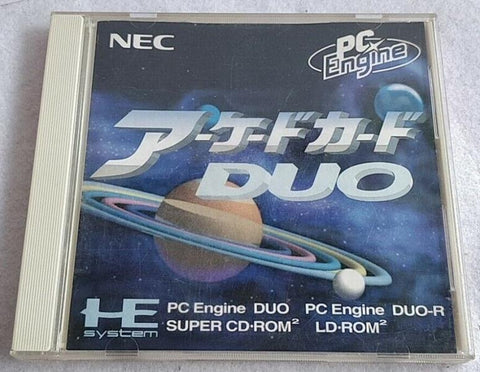 NEC
PC Engine
アーケードカード
DUO
HE system
PC Engine DUO PC Engine DUO-R
SUPER CD·ROM² LD·ROM²